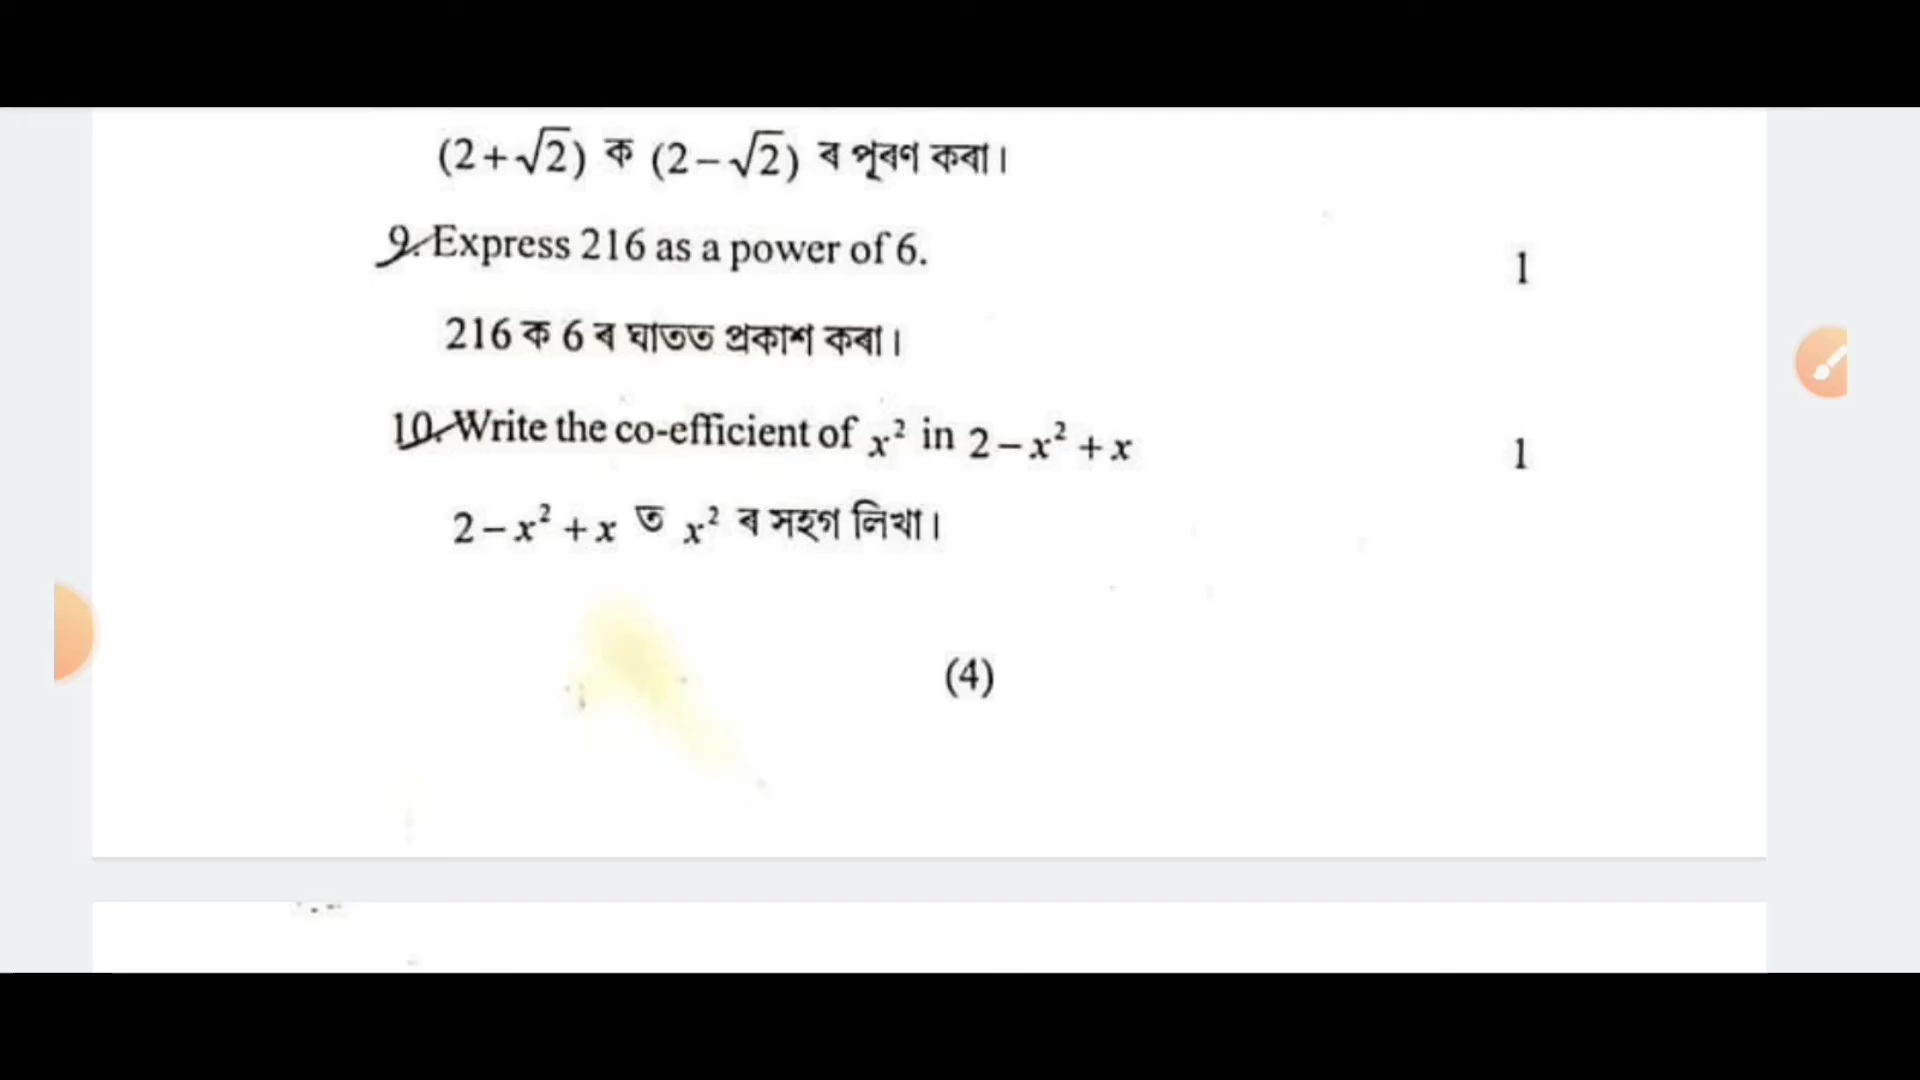 (2+√2) ক (2−√2) ৰ পূৰণ কৰা।
9. Express 216 as a power of 6. 1
216 ক 6 ৰ ঘাতত প্ৰকাশ কৰা।
10. Write the co-efficient of x² in 2−x²+x 1
2−x²+x ত x² ৰ সহগ লিখা।
(4)